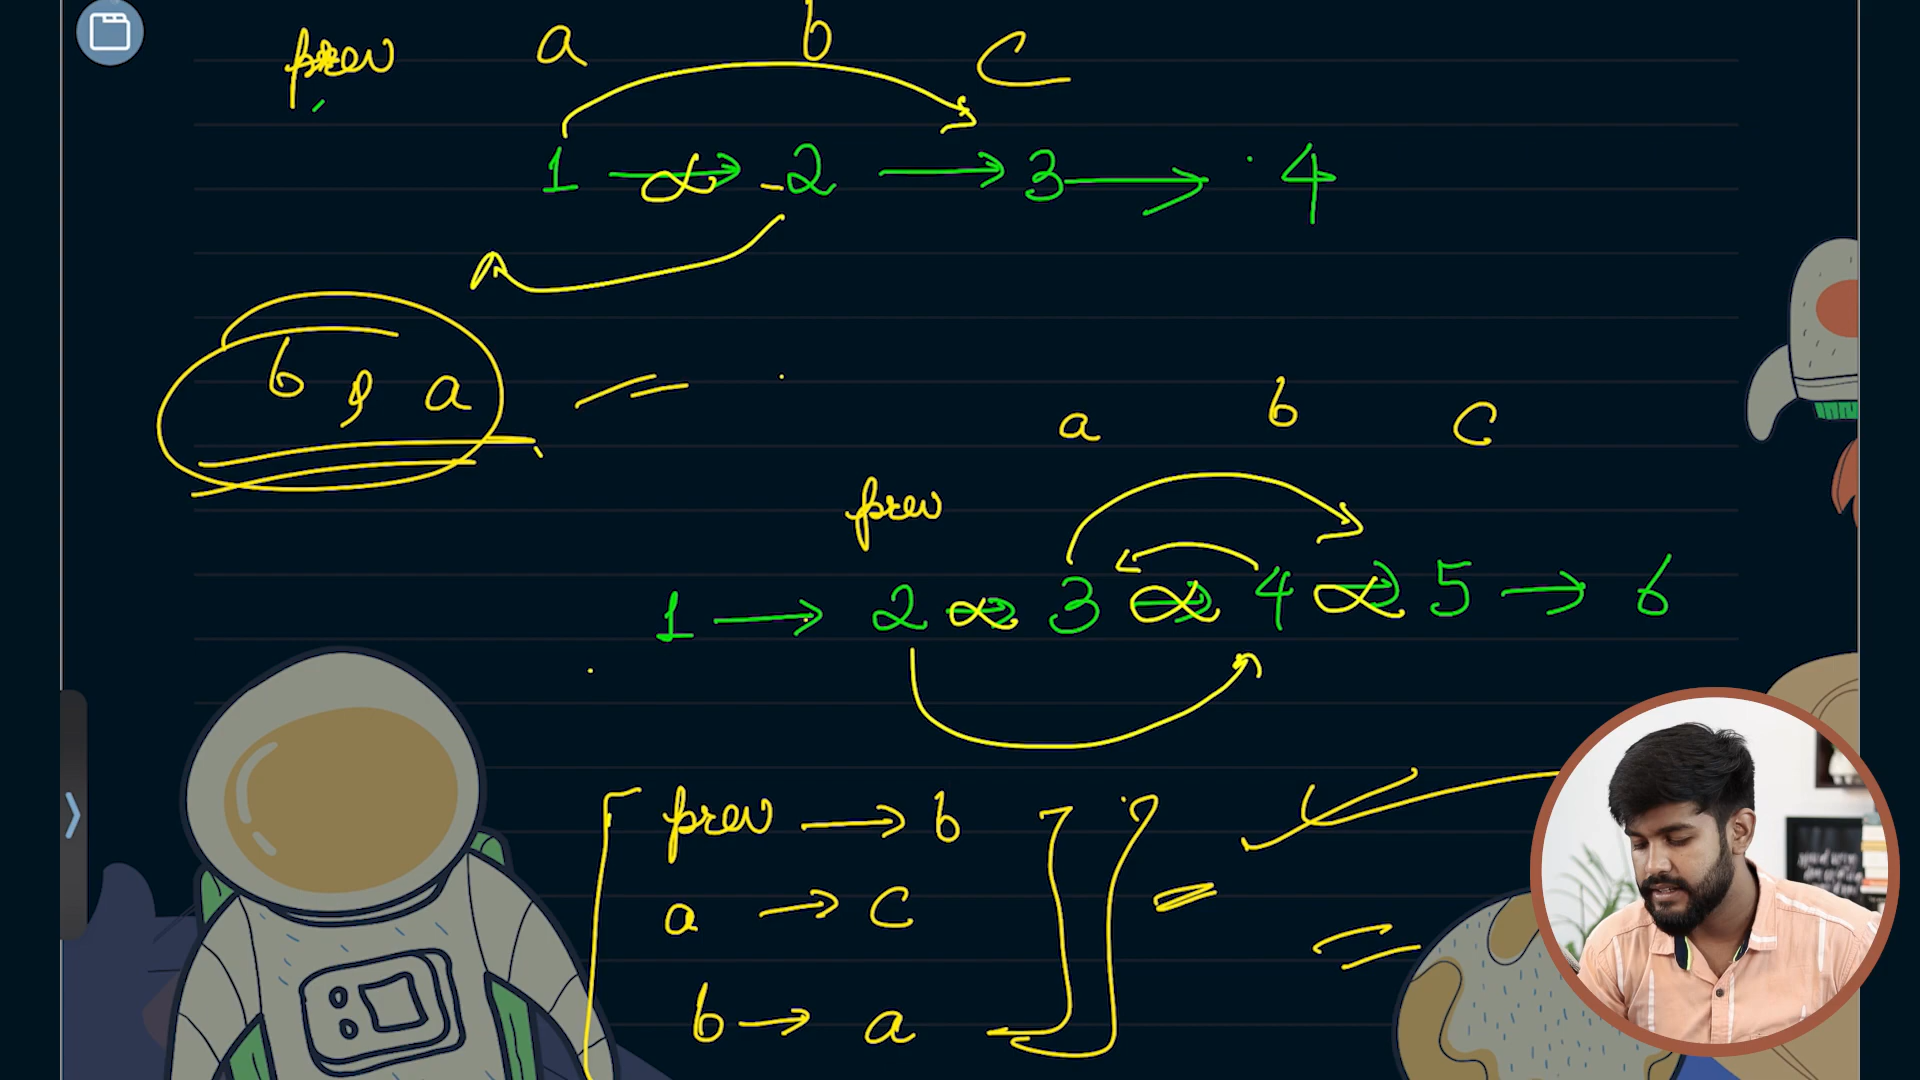 prev a b C
1 → 2 → 3 → 4
b, a
a b C
prev
1 → 2 → 3 → 4 → 5 → 6
prev → b
a → C
b → a